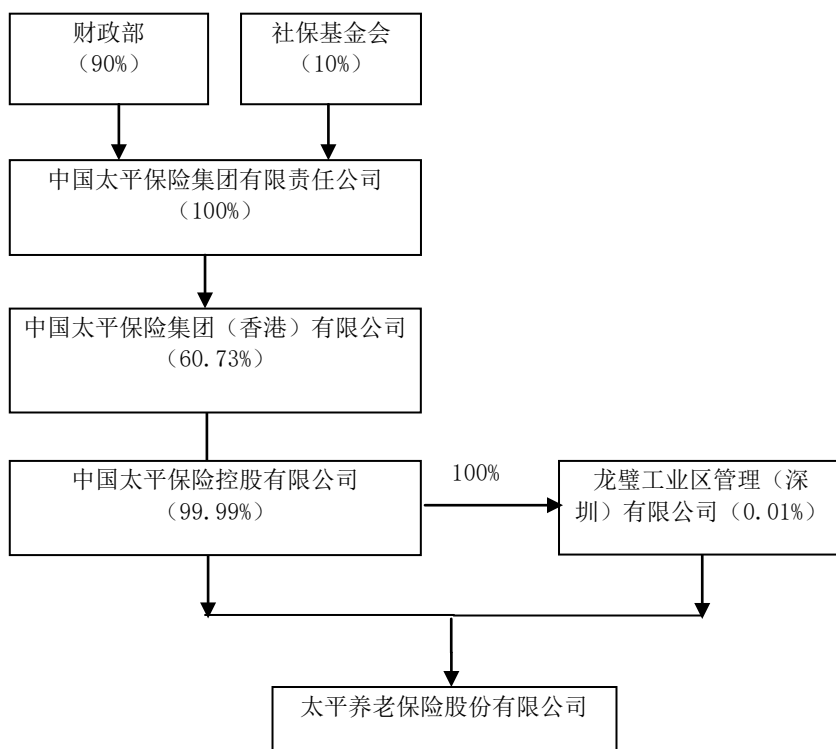 财政部
（90%）
社保基金会
（10%）
中国太平保险集团有限责任公司
（100%）
中国太平保险集团（香港）有限公司
（60.73%）
中国太平保险控股有限公司
（99.99%）
100%
龙璧工业区管理（深
圳）有限公司（0.01%）
太平养老保险股份有限公司